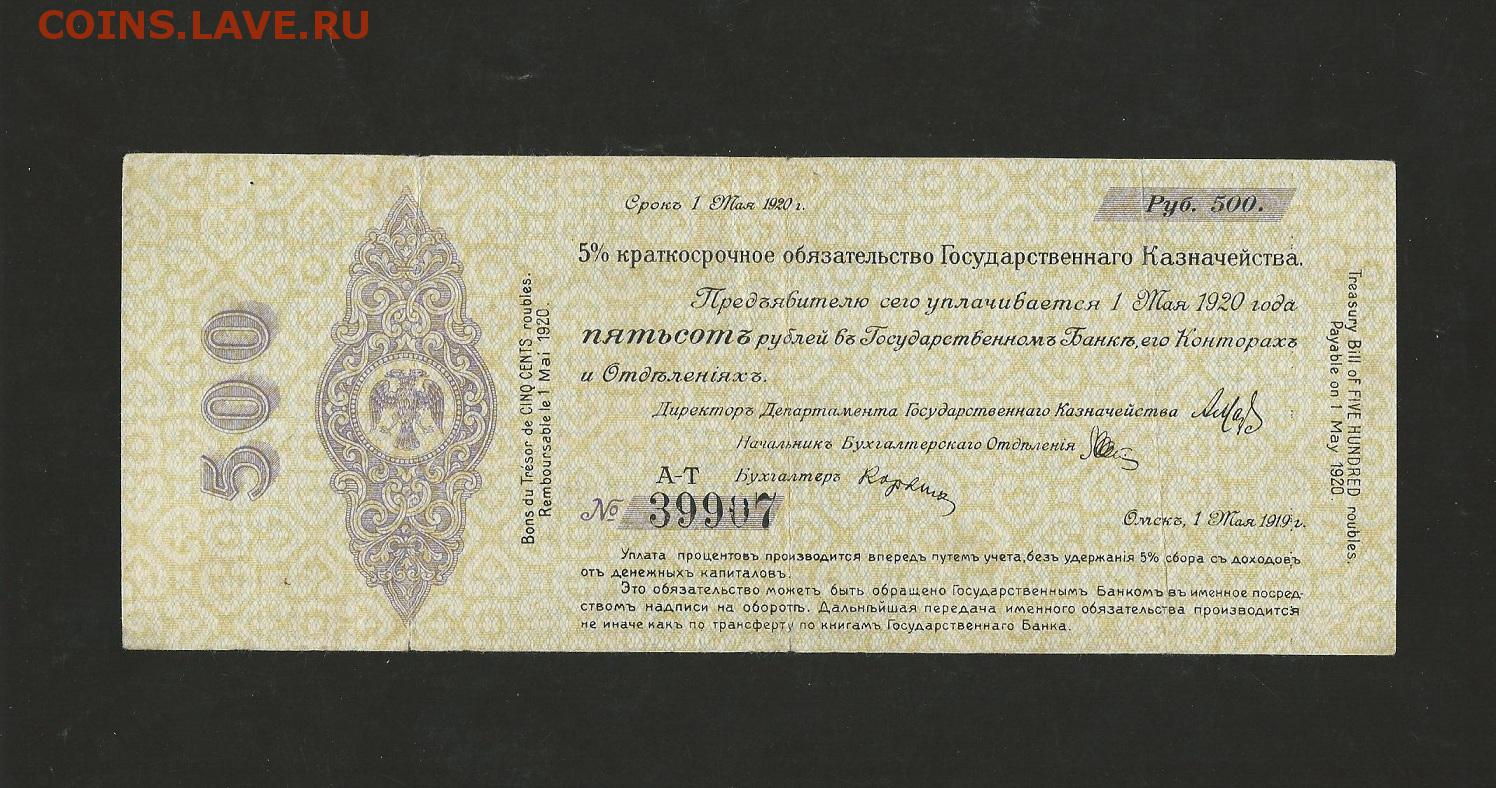 COINS.LAVE.RU
500
Bons du Trésor de CINQ CENTS roubles.
Remboursable le 1 Mai 1920.
Срокъ 1 Мая 1920 г.
Руб. 500.
5% краткосрочное обязательство Государственнаго Казначейства.
Предъявителю сего уплачивается 1 Мая 1920 года
пятьсотъ рублей въ Государственномъ Банкѣ, его Конторахъ
и Отдѣленіяхъ.
Директоръ Департамента Государственнаго Казначейства
Начальникъ Бухгалтерскаго Отдѣленія
А-Т Бухгалтеръ
№ 39907
Омскъ, 1 Мая 1919 г.
Уплата процентовъ производится впередъ путемъ учета, безъ удержанія 5% сбора съ доходовъ
отъ денежныхъ капиталовъ.
Это обязательство можетъ быть обращено Государственнымъ Банкомъ въ именное посред-
ствомъ надписи на оборотѣ. Дальнѣйшая передача именного обязательства производится
не иначе какъ по трансферту по книгамъ Государственнаго Банка.
Treasury Bill of FIVE HUNDRED roubles.
Payable on 1 May 1920.